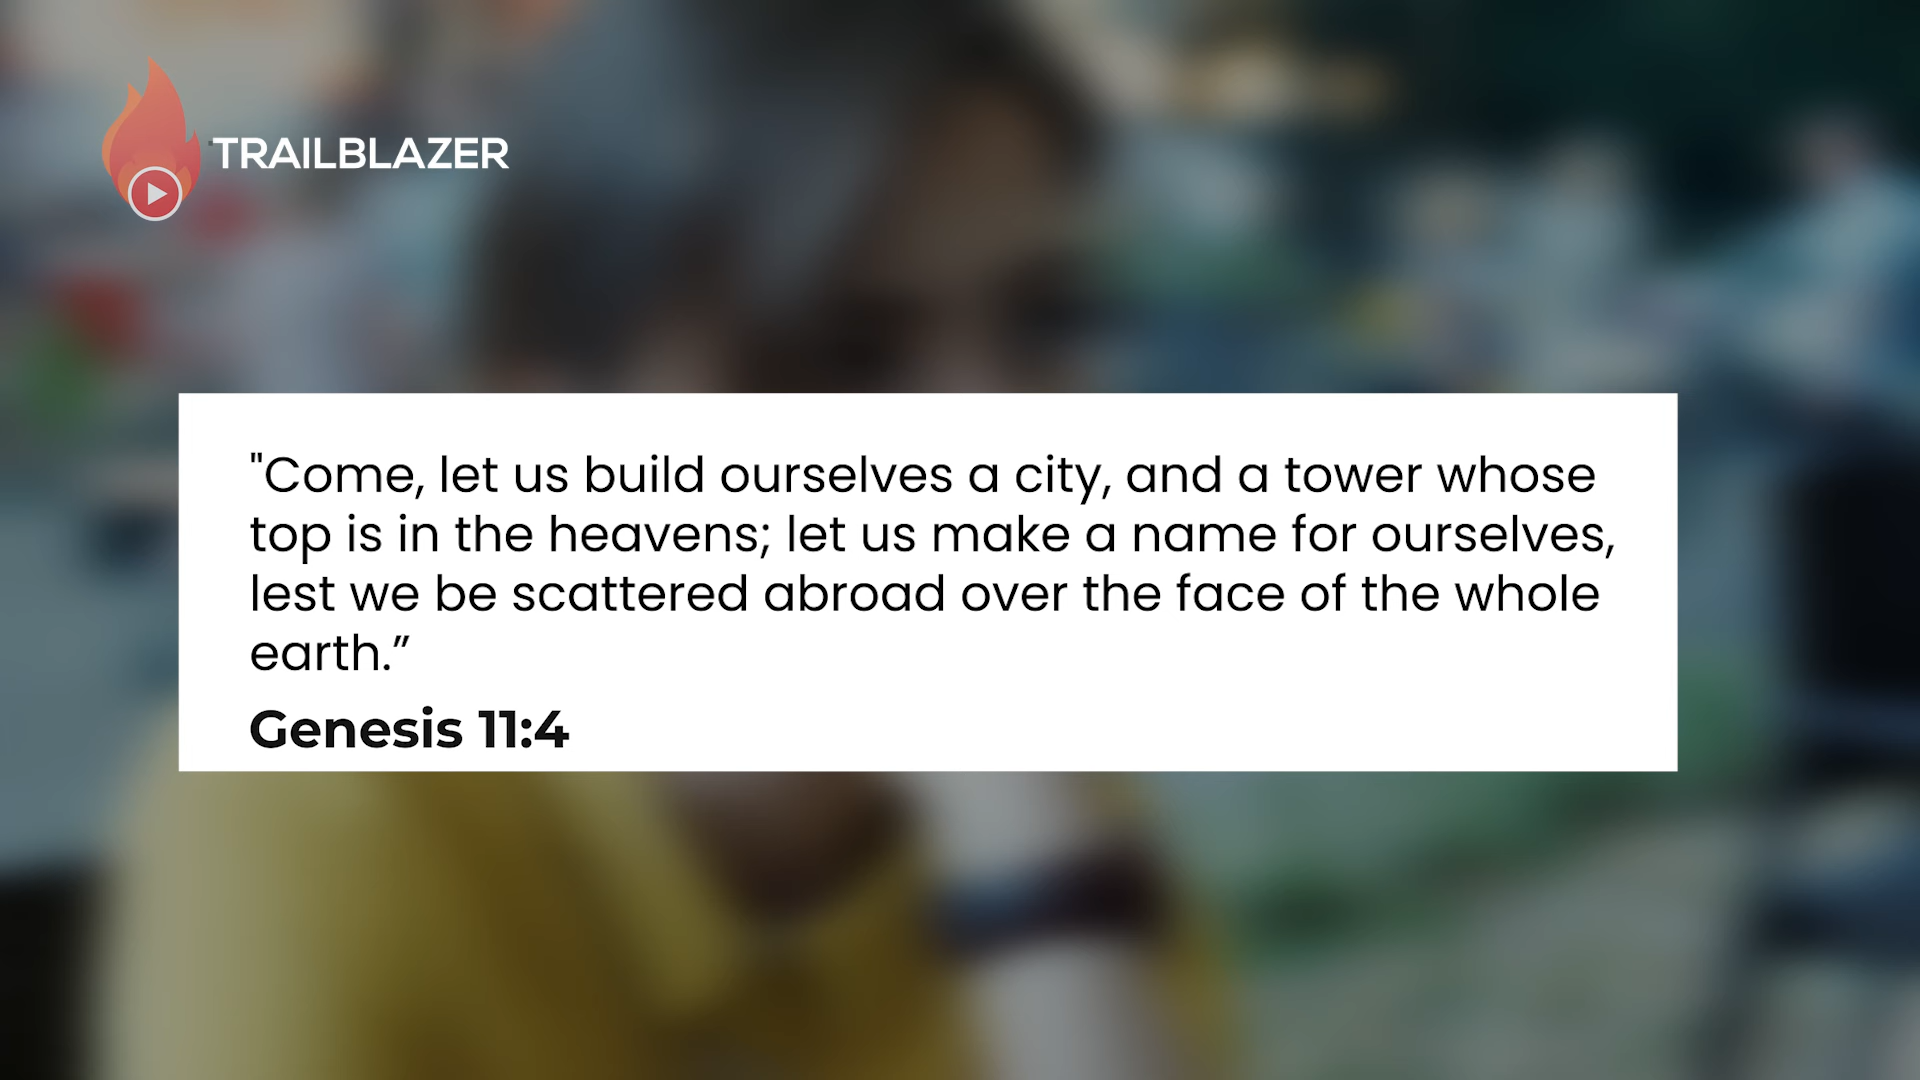 TRAILBLAZER
"Come, let us build ourselves a city, and a tower whose
top is in the heavens; let us make a name for ourselves,
lest we be scattered abroad over the face of the whole
earth.”
Genesis 11:4